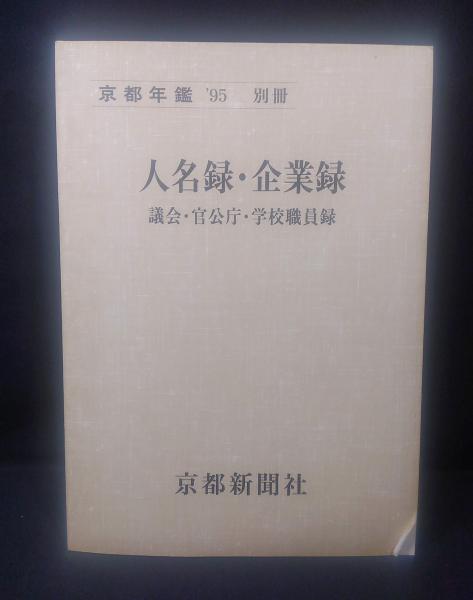 京都年鑑 '95 別冊
人名録・企業録
議会・官公庁・学校職員録
京都新聞社